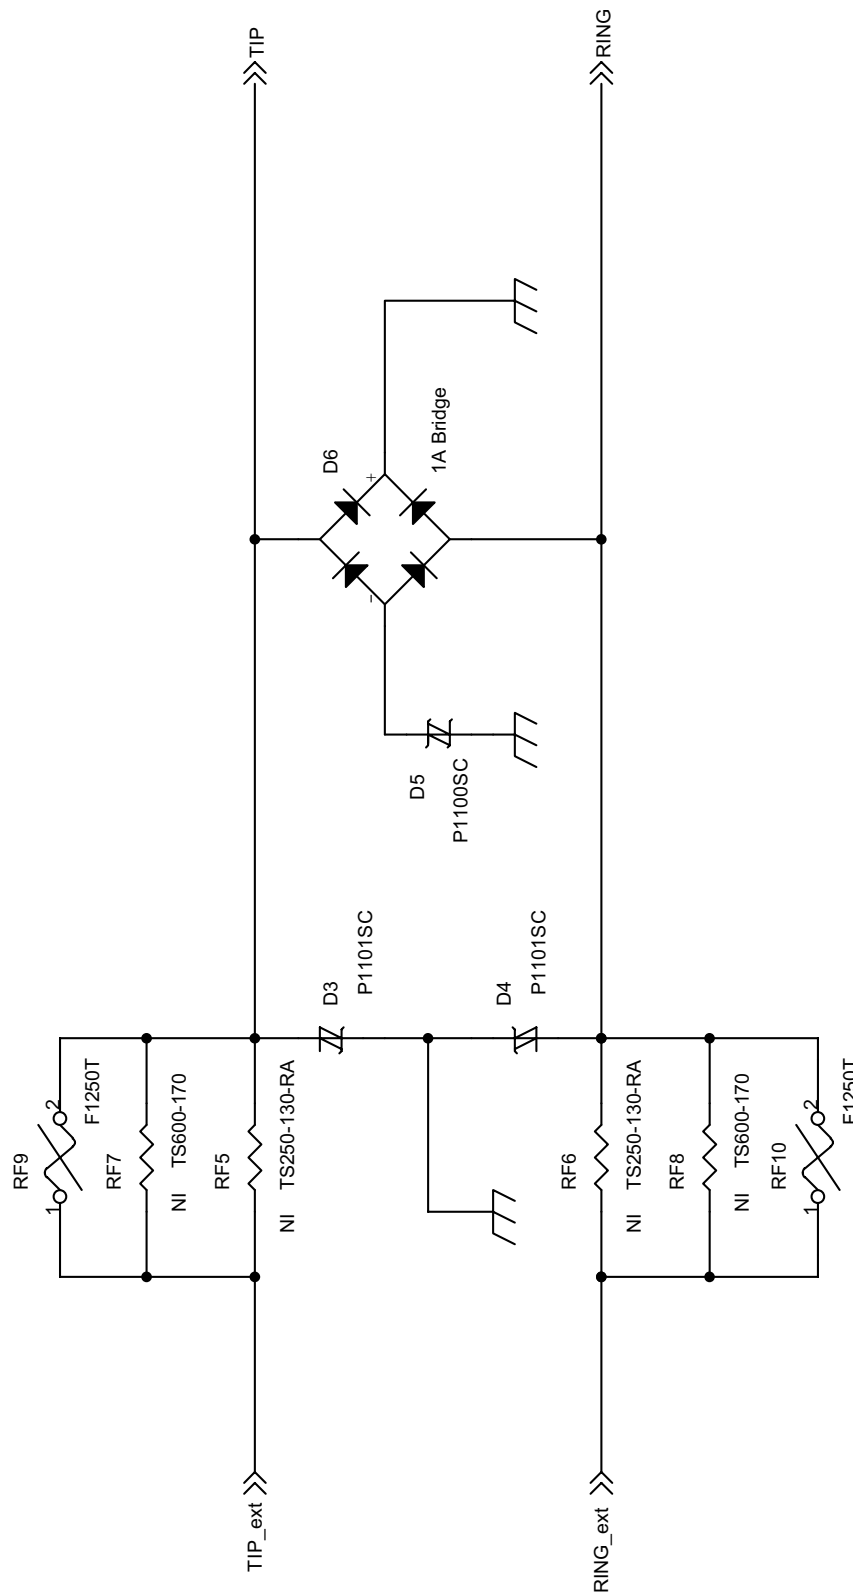 TIP
RING
D6
+
-
1A Bridge
D5
P1100SC
D3
P1101SC
D4
P1101SC
RF9
1
2
F1250T
RF7
NI
TS600-170
RF5
NI
TS250-130-RA
RF6
NI
TS250-130-RA
RF8
NI
TS600-170
RF10
1
2
F1250T
TIP_ext
RING_ext